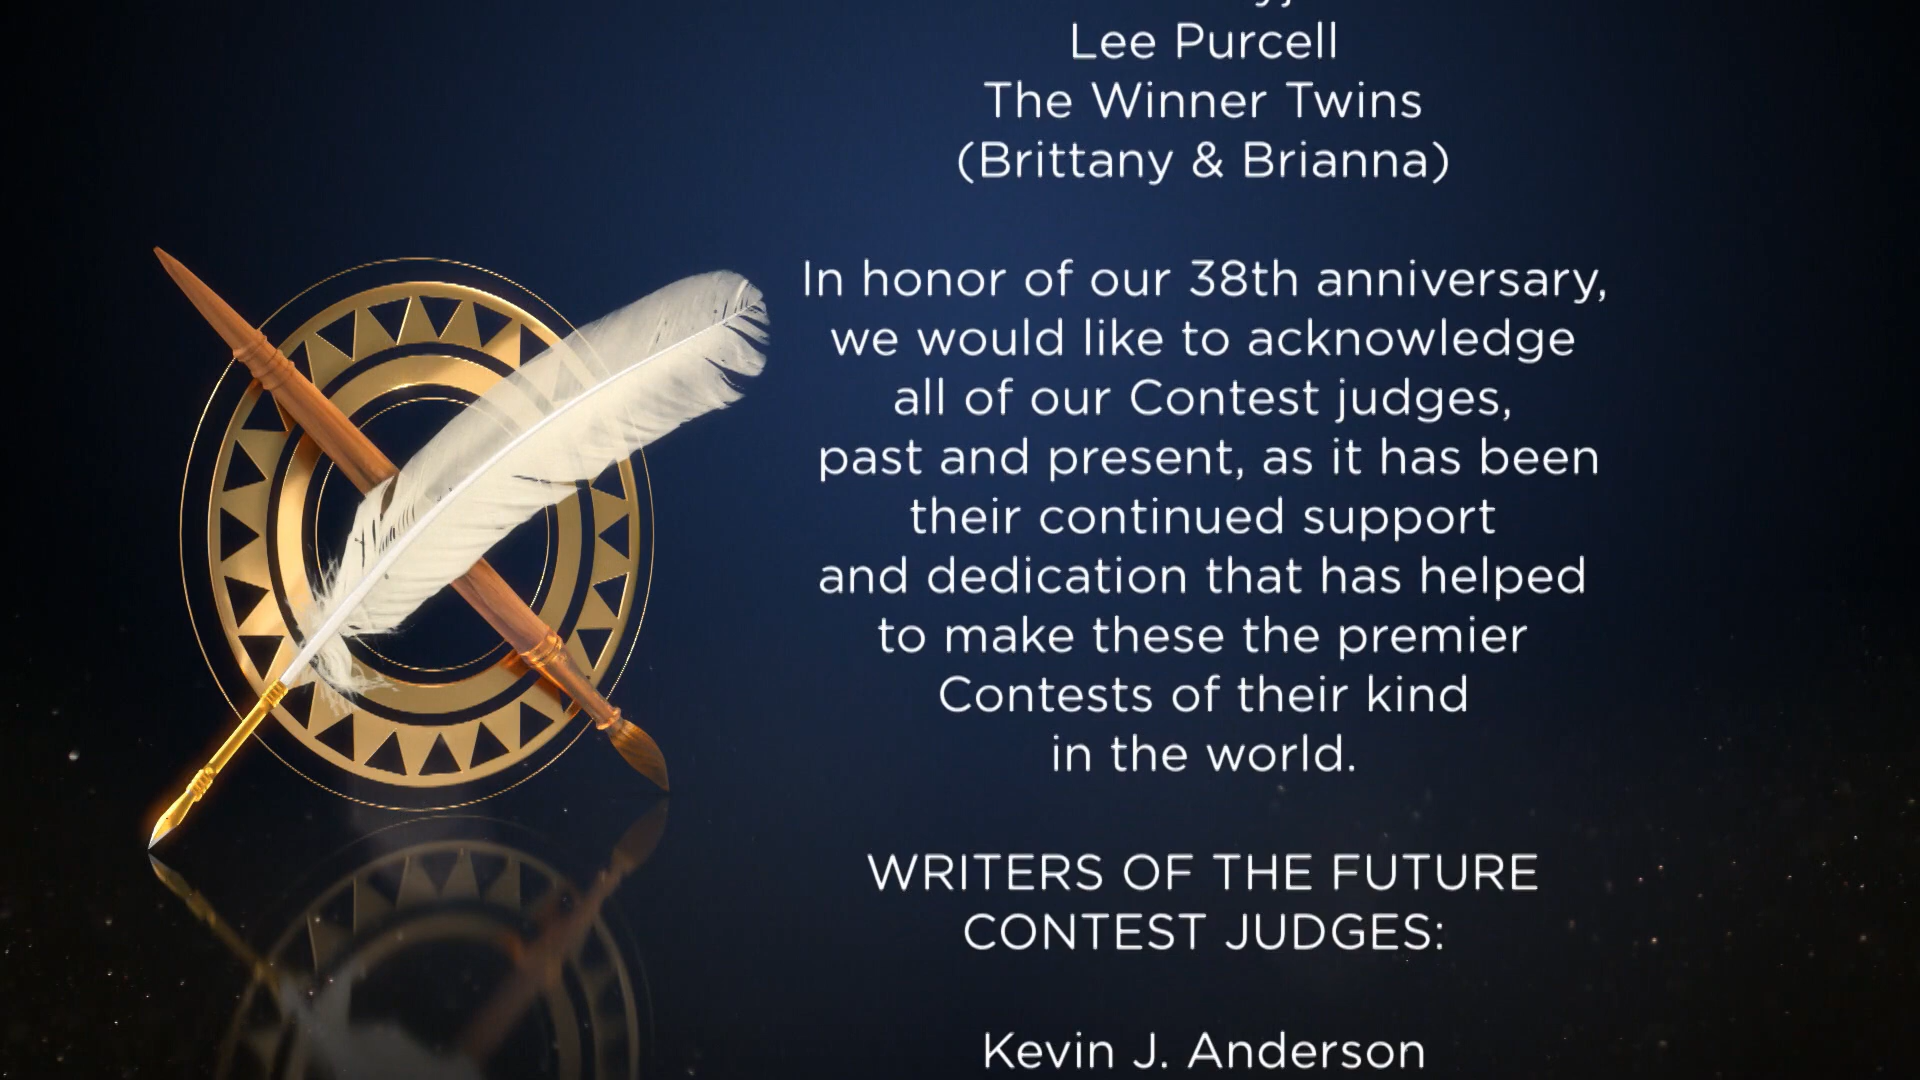 Lee Purcell
The Winner Twins
(Brittany & Brianna)
In honor of our 38th anniversary,
we would like to acknowledge
all of our Contest judges,
past and present, as it has been
their continued support
and dedication that has helped
to make these the premier
Contests of their kind
in the world.
WRITERS OF THE FUTURE
CONTEST JUDGES:
Kevin J. Anderson